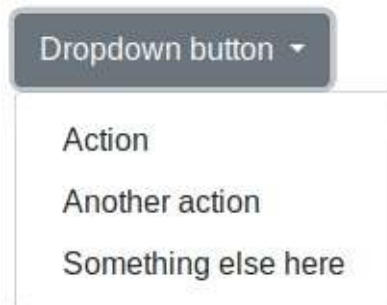 Dropdown button
Action
Another action
Something else here